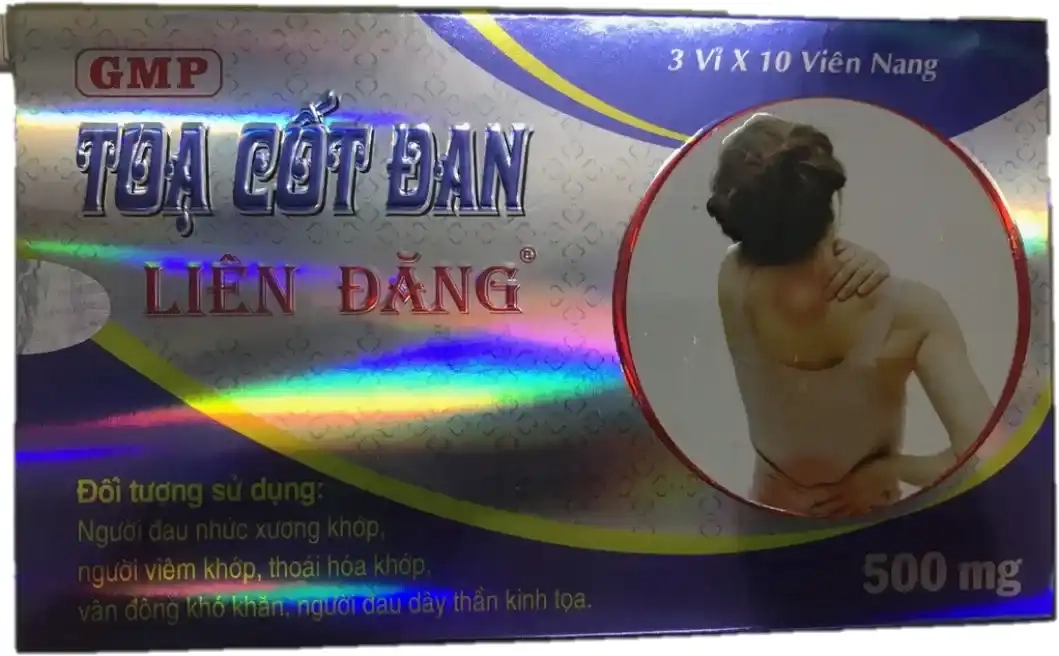 GMP
3 Vỉ X 10 Viên Nang
TOẠ CỐT ĐAN
LIÊN ĐĂNG®
Đối tượng sử dụng:
Người đau nhức xương khớp,
người viêm khớp, thoái hóa khớp,
vận động khó khăn, người đau dây thần kinh tọa.
500 mg